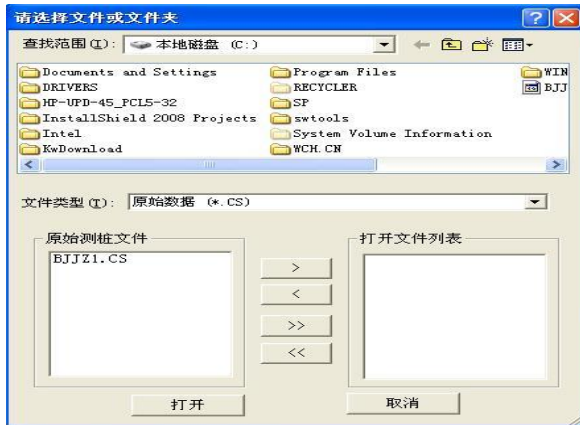 请选择文件或文件夹
查找范围(I): 本地磁盘 (C:)
Documents and Settings Program Files WIN
DRIVERS RECYCLER BJJ
HP-UPD-45_PCL5-32 SP
InstallShield 2008 Projects swtools
Intel System Volume Information
KwDownload WCH.CN
文件类型(T): 原始数据 (*.CS)
原始测桩文件 打开文件列表
BJJZ1.CS
>
<
>>
<<
打开 取消